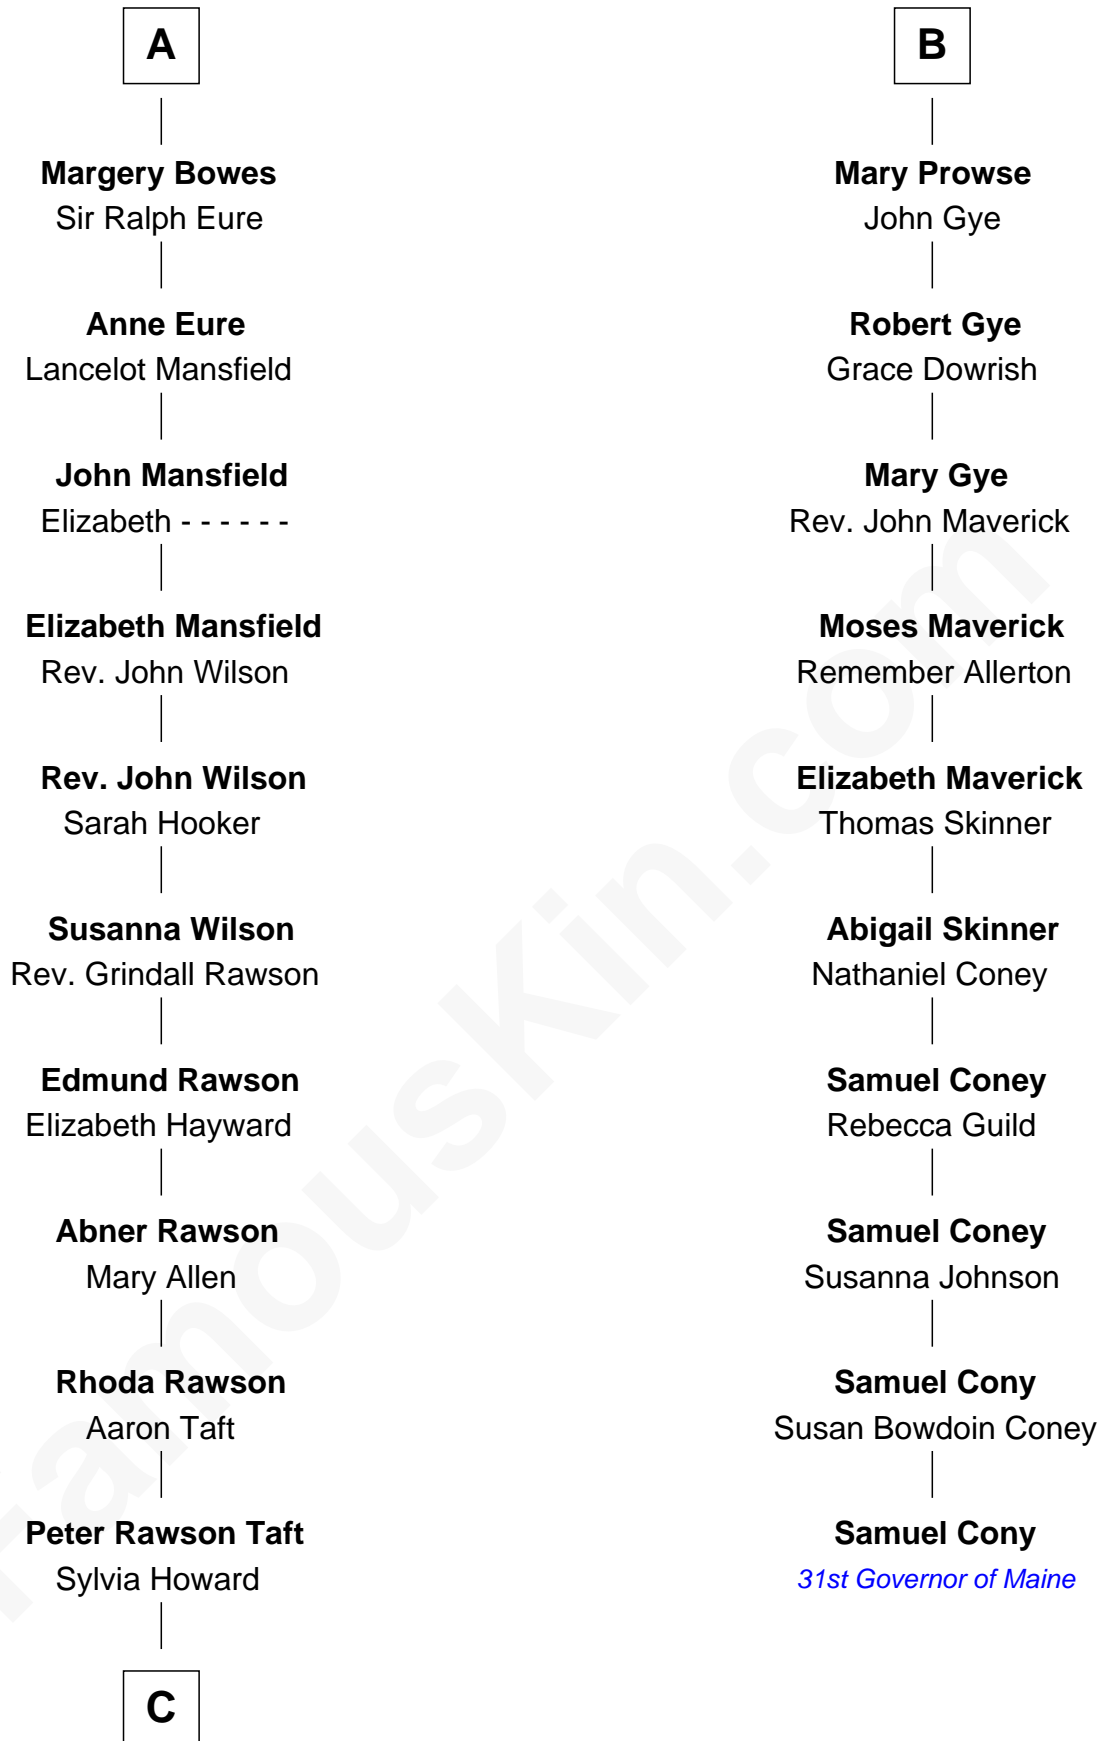 A
Margery Bowes
Sir Ralph Eure
Anne Eure
Lancelot Mansfield
John Mansfield
Elizabeth - - - - - -
Elizabeth Mansfield
Rev. John Wilson
Rev. John Wilson
Sarah Hooker
Susanna Wilson
Rev. Grindall Rawson
Edmund Rawson
Elizabeth Hayward
Abner Rawson
Mary Allen
Rhoda Rawson
Aaron Taft
Peter Rawson Taft
Sylvia Howard
C
B
Mary Prowse
John Gye
Robert Gye
Grace Dowrish
Mary Gye
Rev. John Maverick
Moses Maverick
Remember Allerton
Elizabeth Maverick
Thomas Skinner
Abigail Skinner
Nathaniel Coney
Samuel Coney
Rebecca Guild
Samuel Coney
Susanna Johnson
Samuel Cony
Susan Bowdoin Coney
Samuel Cony
31st Governor of Maine
FamousKin.com